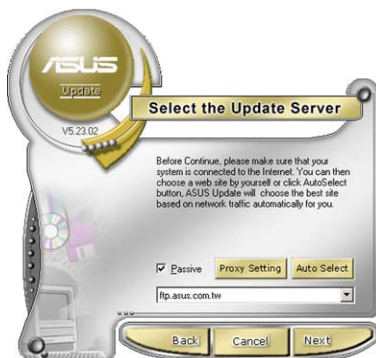 ASUS
Update
V5.23.02
Select the Update Server
Before Continue, please make sure that your
system is connected to the Internet. You can then
choose a web site by yourself or click AutoSelect
button, ASUS Update will choose the best site
based on network traffic automatically for you.
Passive
Proxy Setting
Auto Select
ftp.asus.com.tw
Back
Cancel
Next